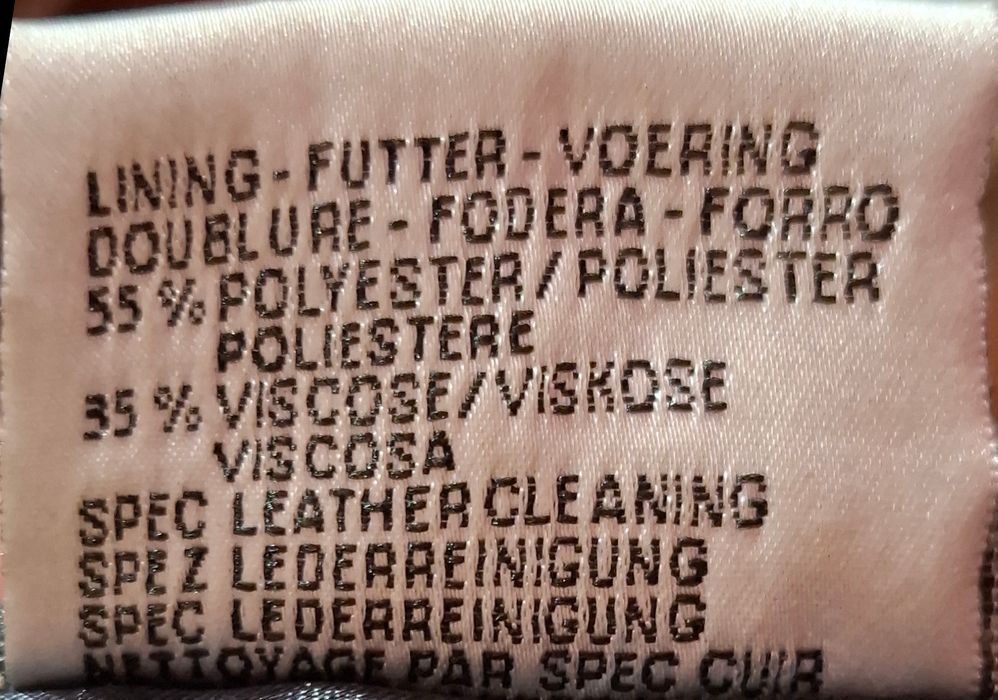 LINING - FUTTER - VOERING
DOUBLURE - FODERA - FORRO
55 % POLYESTER / POLIESTER
POLIESTERE
35 % VISCOSE / VISKOSE
VISCOSA
SPEC LEATHER CLEANING
SPEZ LEDERREINIGUNG
SPEC LEDERREINIGUNG
NETTOYAGE PAR SPEC CUIR